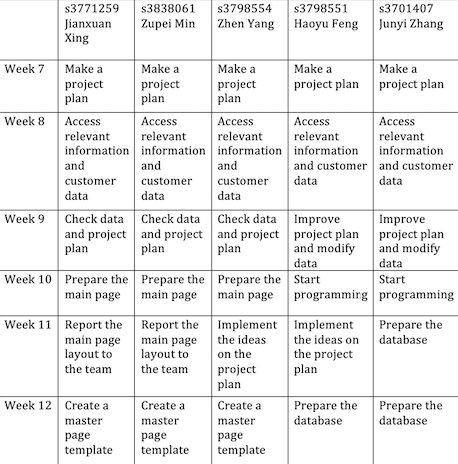 s3771259 s3838061 s3798554 s3798551 s3701407
Jianxuan Zupei Min Zhen Yang Haoyu Feng Junyi Zhang
Xing
Week 7 Make a Make a Make a Make a Make a
project project project project plan project plan
plan plan plan
Week 8 Access Access Access Access Access
relevant relevant relevant relevant relevant
information information information information information
and and and and customer and customer
customer customer customer data data
data data data
Week 9 Check data Check data Check data Improve Improve
and project and project and project project plan project plan
plan plan plan and modify and modify
data data
Week 10 Prepare the Prepare the Prepare the Start Start
main page main page main page programming programming
Week 11 Report the Report the Implement Implement Prepare the
main page main page the ideas the ideas on database
layout to layout to on the the project
the team the team project plan
plan
Week 12 Create a Create a Create a Prepare the Prepare the
master master master database database
page page page
template template template